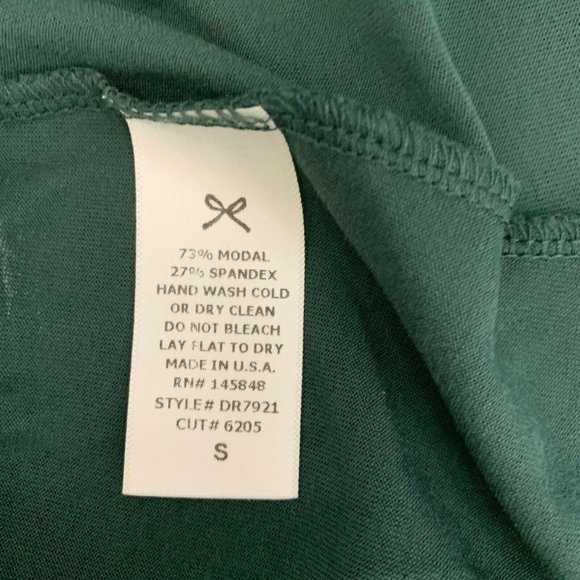 73% MODAL
27% SPANDEX
HAND WASH COLD
OR DRY CLEAN
DO NOT BLEACH
LAY FLAT TO DRY
MADE IN U.S.A.
RN# 145848
STYLE# DR7921
CUT# 6205
S